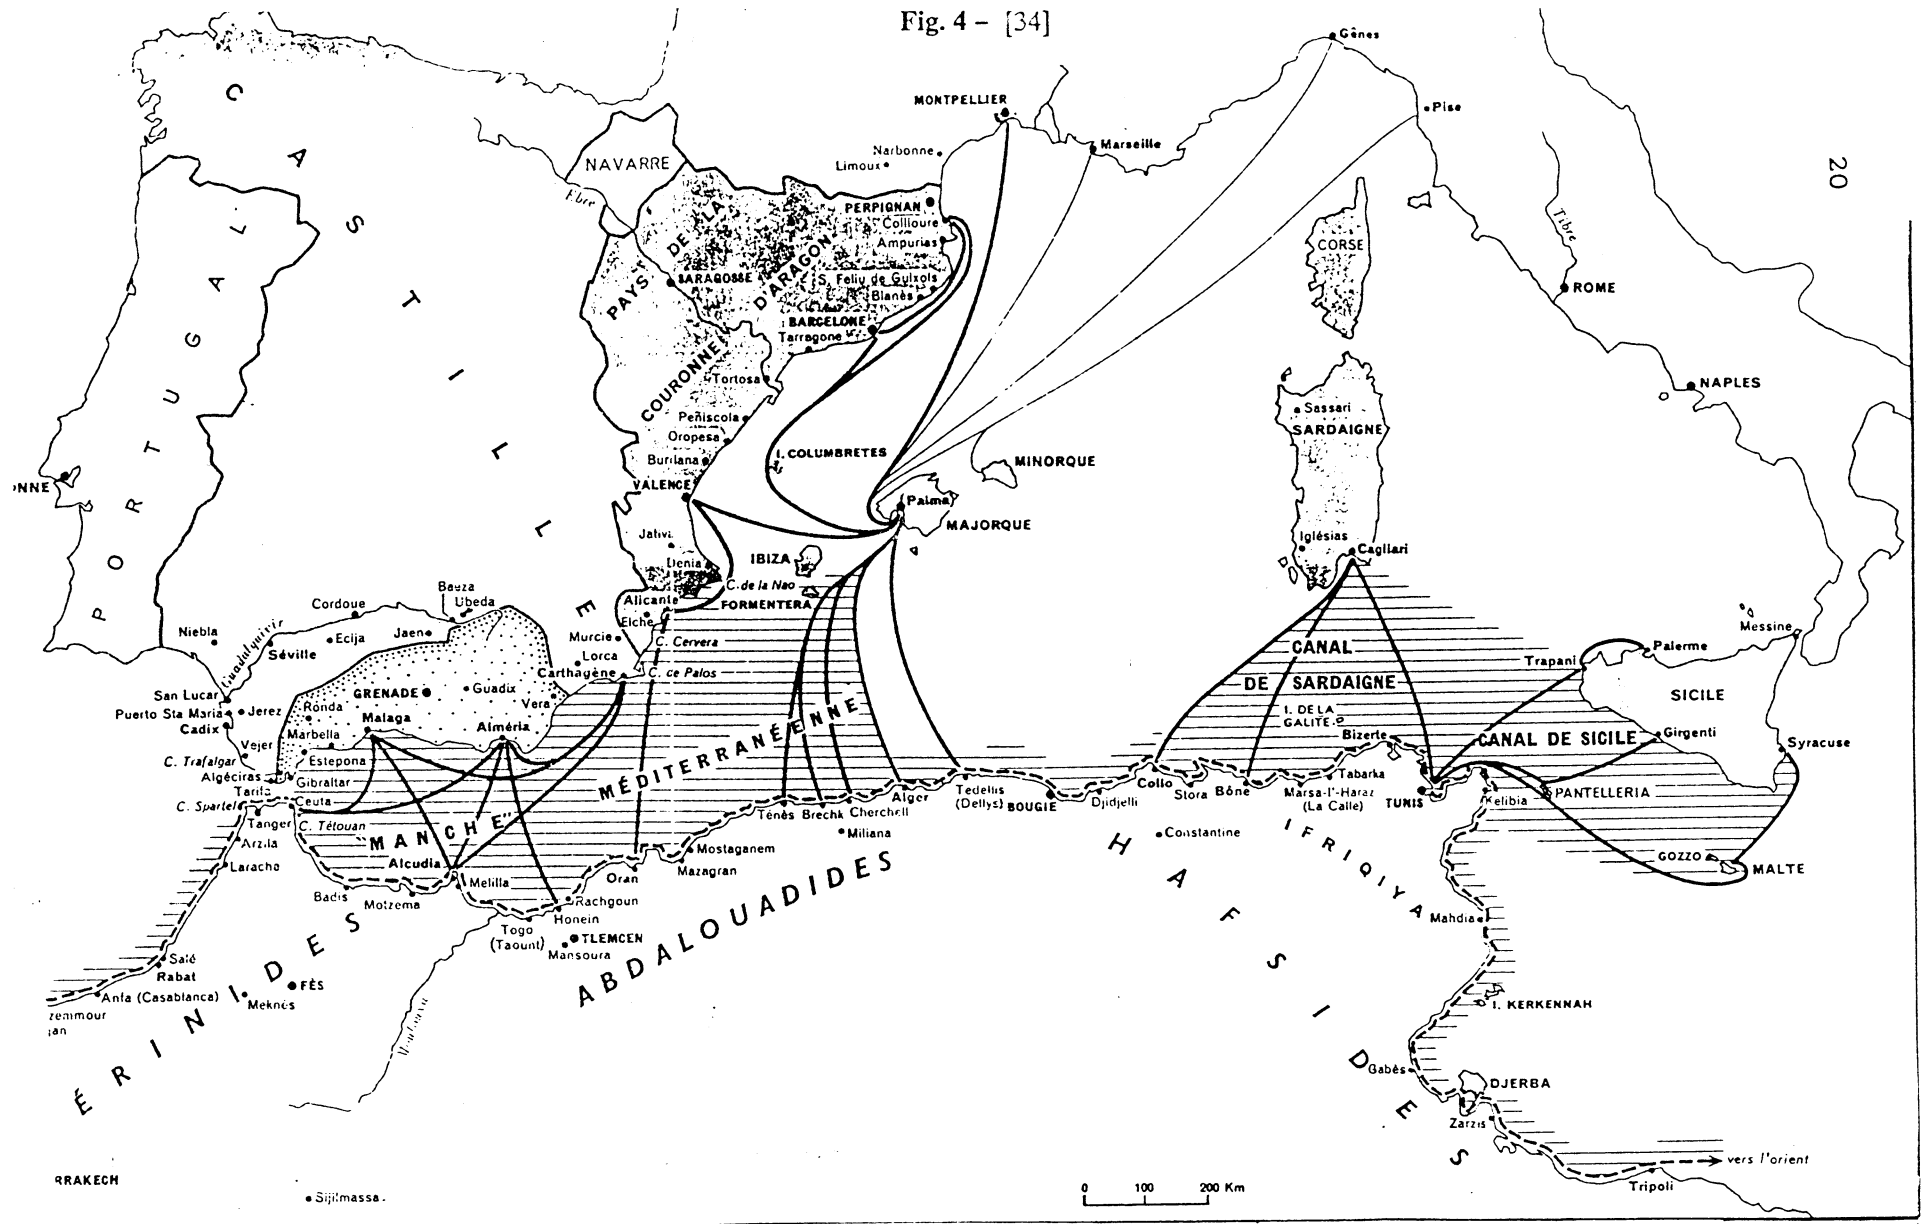 Fig. 4 – [34]
20
Gênes
Pise
MONTPELLIER
Marseille
Narbonne
Limoux
NAVARRE
Èbre
CASTILLE
PORTUGAL
PAYS DE LA
COURONNE D'ARAGON
PERPIGNAN
Collioure
Ampurias
SARAGOSSE
S. Feliu de Guixols
Blanès
BARCELONE
Tarragone
Tortosa
Peñiscola
Oropesa
Burilana
VALENCE
I. COLUMBRETES
MINORQUE
Palma
MAJORQUE
IBIZA
FORMENTERA
CORSE
Tibre
ROME
NAPLES
Sassari
SARDAIGNE
Iglésias
Cagliari
ONNE
Denia
C. de la Nao
Alicante
Elche
C. Cervera
Murcie
Lorca
Carthagène
C. de Palos
Baeza
Ubeda
Cordoue
Jaen
Ecija
Niebla
Guadalquivir
Séville
San Lucar
Puerto Sta Maria
Jerez
Cadix
GRENADE
Guadix
Vera
Ronda
Malaga
Alméria
Marbella
Vejer
C. Trafalgar
Estepona
Algéciras
Gibraltar
Tarifa
C. Spartel
Ceuta
Tanger
C. Tétouan
Arzila
Larache
MANCHE"
MÉDITERRANÉENNE
Alcudia
Melilla
Badis
Motzema
Togo
(Taount)
Honein
Rachgoun
TLEMCEN
Mansoura
Oran
Mostaganem
Mazagran
Ténès
Brechk
Cherchell
Miliana
Alger
Tedellis
(Dellys)
BOUGIE
Djidjelli
Collo
Stora
Bône
Constantine
Marsa-l'-Haraz
(La Calle)
Tabarka
Bizerte
TUNIS
I. DE LA
GALITE
CANAL
DE SARDAIGNE
CANAL DE SICILE
Trapani
Palerme
Messine
SICILE
Girgenti
Syracuse
PANTELLERIA
Kelibia
GOZZO
MALTE
Mahdia
I. KERKENNAH
Gabès
DJERBA
Zarzis
vers l'orient
Tripoli
IFRIQIYA
HAFSIDES
ABDALOUADIDES
ÉRINIDES
Salé
Rabat
Anfa (Casablanca)
Meknès
FÈS
zemmour
RRAKECH
Sijilmassa
0 100 200 Km